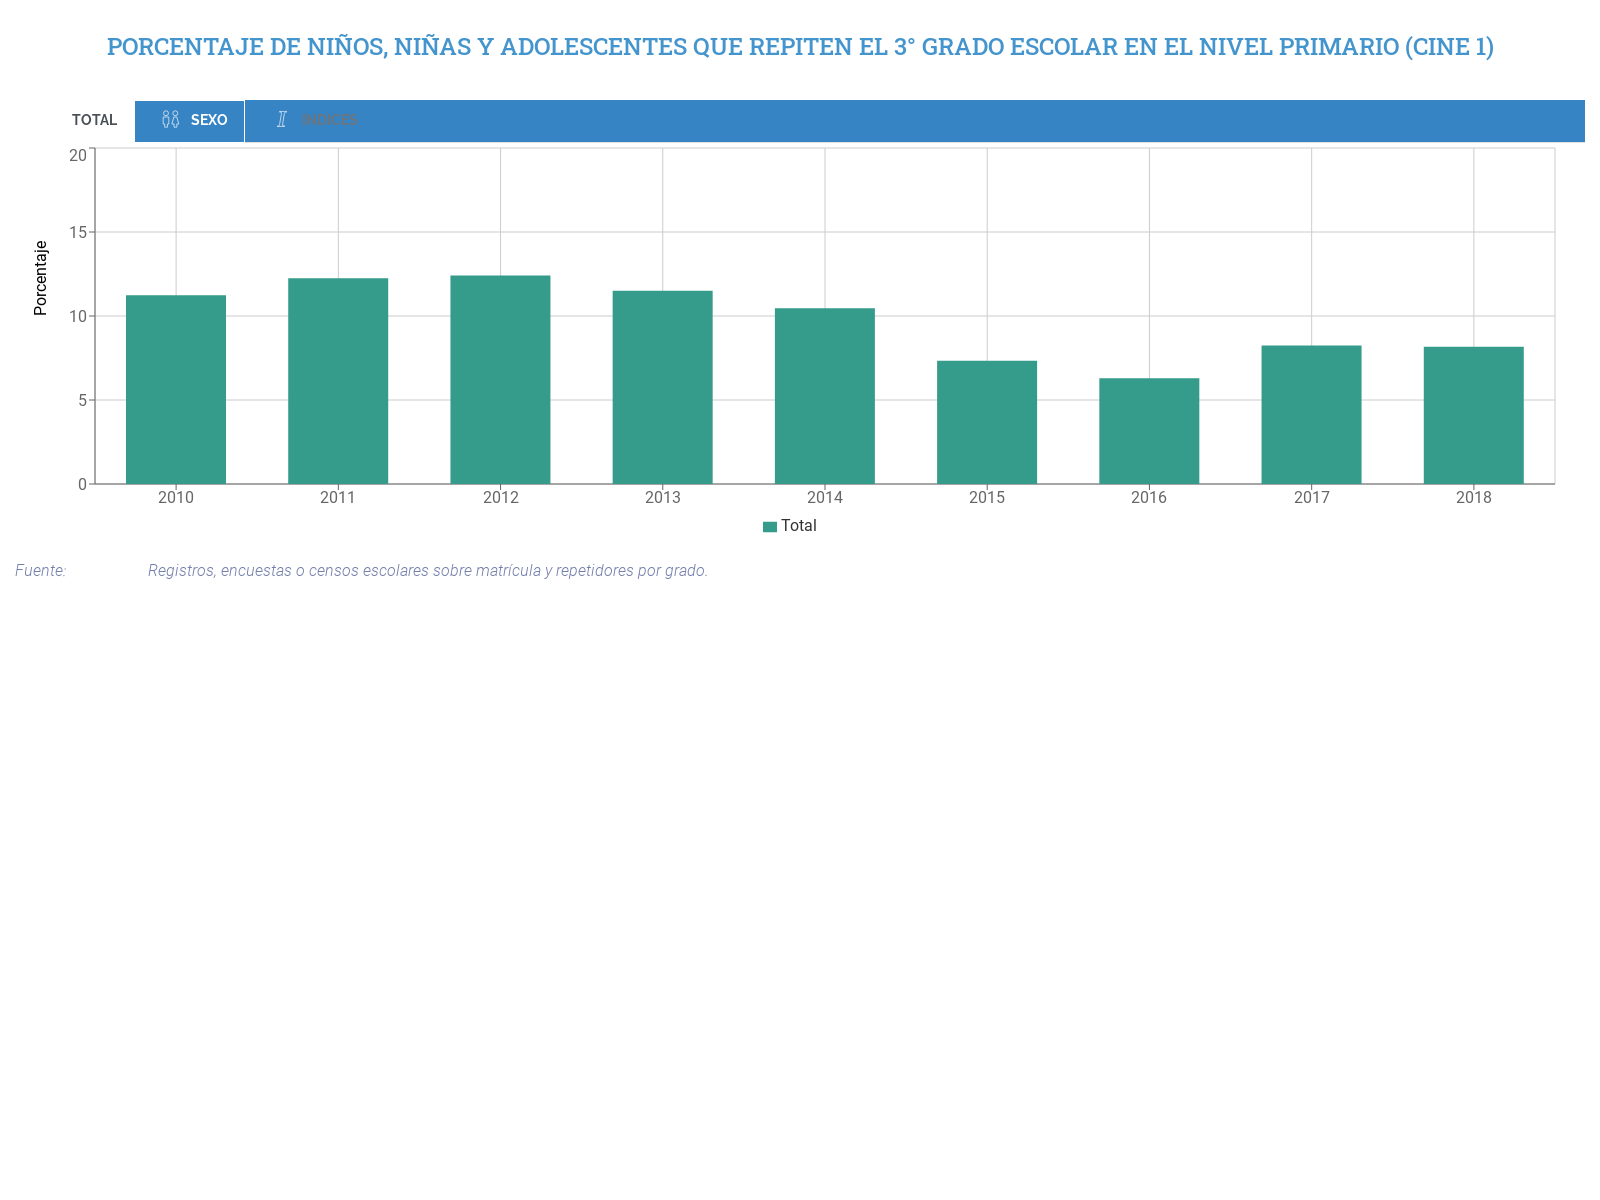 PORCENTAJE DE NIÑOS, NIÑAS Y ADOLESCENTES QUE REPITEN EL 3° GRADO ESCOLAR EN EL NIVEL PRIMARIO (CINE 1)
TOTAL SEXO INDICES
20
15
10
5
0
Porcentaje
2010 2011 2012 2013 2014 2015 2016 2017 2018
Total
Fuente: Registros, encuestas o censos escolares sobre matrícula y repetidores por grado.